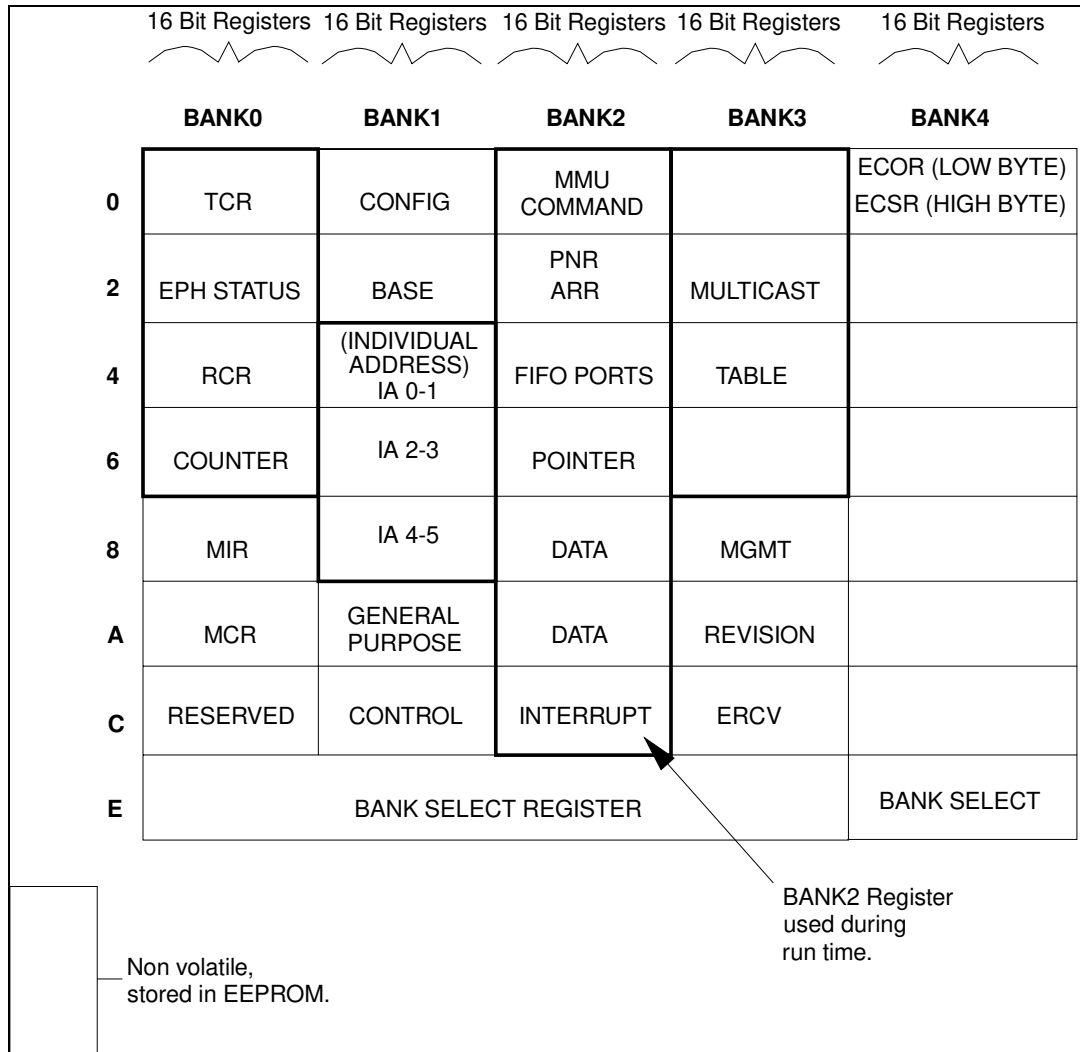 16 Bit Registers 16 Bit Registers 16 Bit Registers 16 Bit Registers 16 Bit Registers
BANK0 BANK1 BANK2 BANK3 BANK4
0 TCR CONFIG MMU COMMAND ECOR (LOW BYTE) ECSR (HIGH BYTE)
2 EPH STATUS BASE PNR ARR MULTICAST
4 RCR (INDIVIDUAL ADDRESS) IA 0-1 FIFO PORTS TABLE
6 COUNTER IA 2-3 POINTER
8 MIR IA 4-5 DATA MGMT
A MCR GENERAL PURPOSE DATA REVISION
C RESERVED CONTROL INTERRUPT ERCV
E BANK SELECT REGISTER BANK SELECT
BANK2 Register
used during
run time.
Non volatile,
stored in EEPROM.